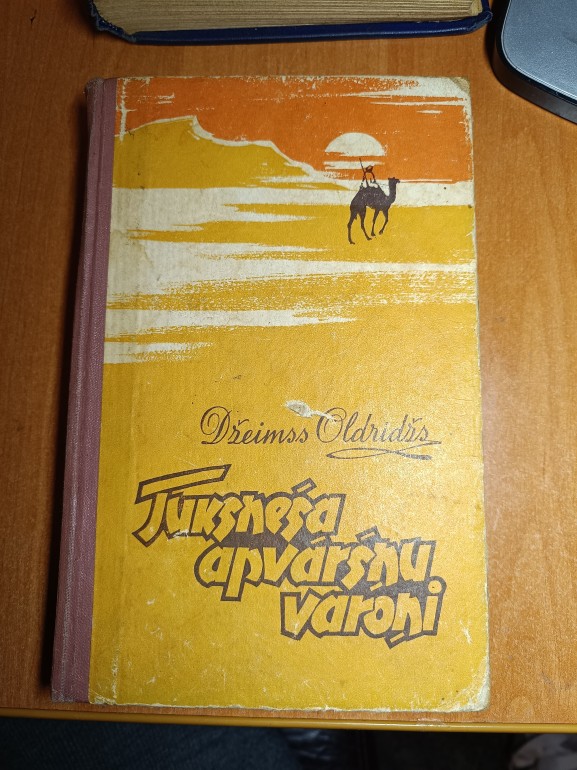 Džeimss Oldridžs
Tuksneša
apvāršņu
varoņi